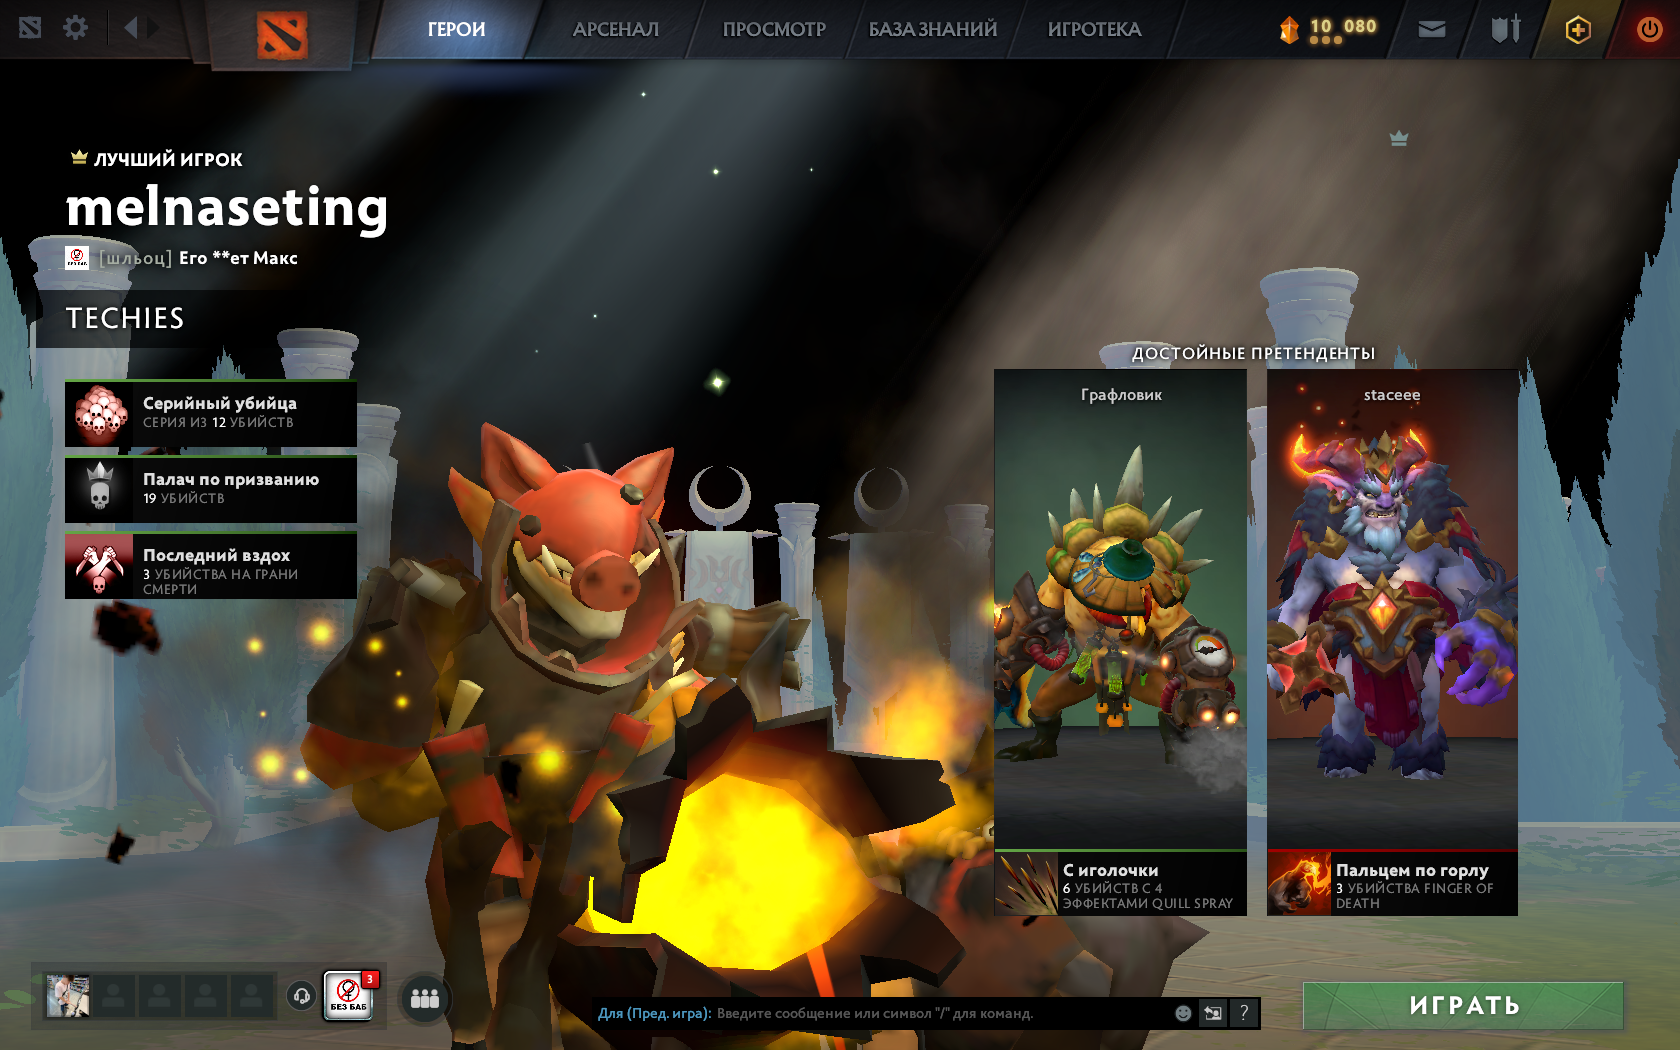 ГЕРОИ
АРСЕНАЛ
ПРОСМОТР
БАЗА ЗНАНИЙ
ИГРОТЕКА
10 080
ЛУЧШИЙ ИГРОК
melnaseting
[шльоц] Его **ет Макс
TECHIES
Серийный убийца
СЕРИЯ ИЗ 12 УБИЙСТВ
Палач по призванию
19 УБИЙСТВ
Последний вздох
3 УБИЙСТВА НА ГРАНИ
СМЕРТИ
ДОСТОЙНЫЕ ПРЕТЕНДЕНТЫ
Графловик
С иголочки
6 УБИЙСТВ С 4
ЭФФЕКТАМИ QUILL SPRAY
staceee
Пальцем по горлу
3 УБИЙСТВА FINGER OF
DEATH
3
БЕЗ БАБ
Для (Пред. игра): Введите сообщение или символ "/" для команд.
?
ИГРАТЬ